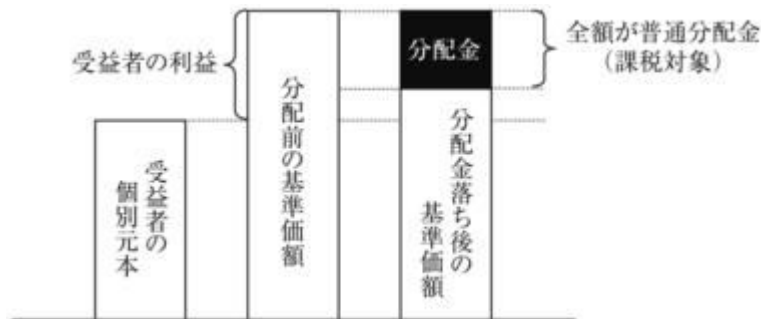 受益者の利益
分配金
全額が普通分配金
（課税対象）
受益者の
個別元本
分配前の基準価額
分配金落ち後の
基準価額